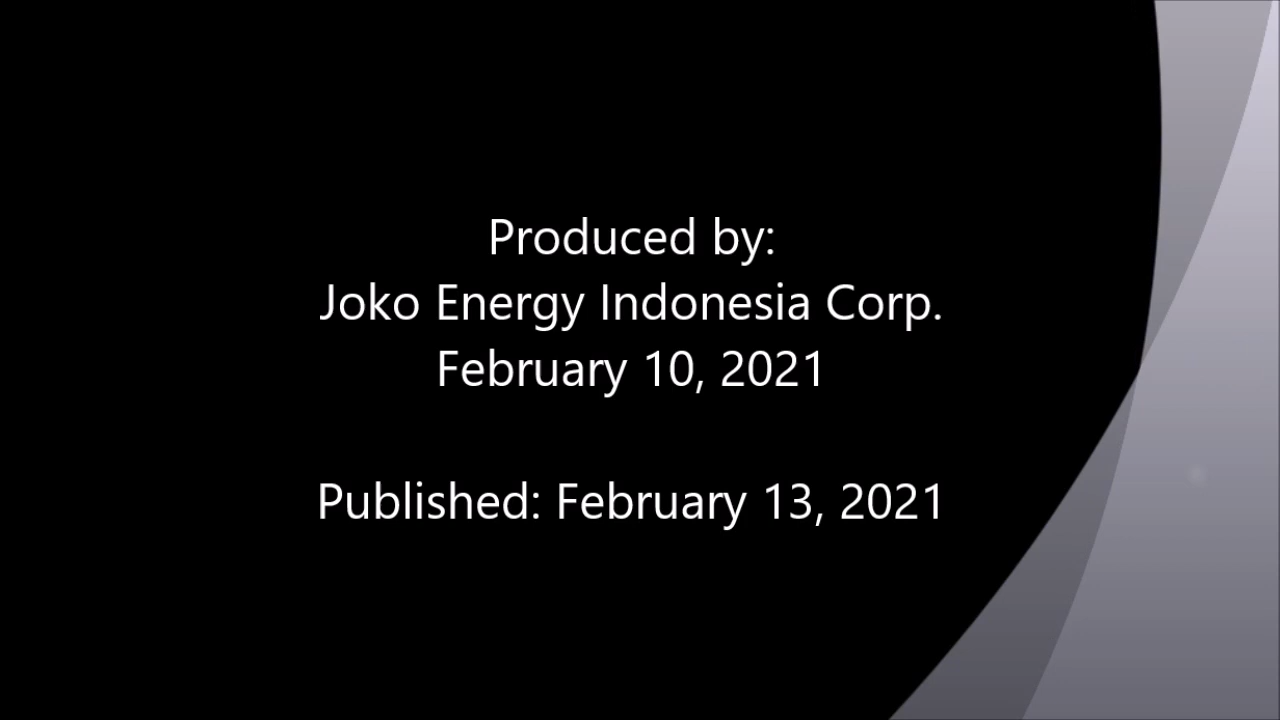 Produced by:
Joko Energy Indonesia Corp.
February 10, 2021
Published: February 13, 2021